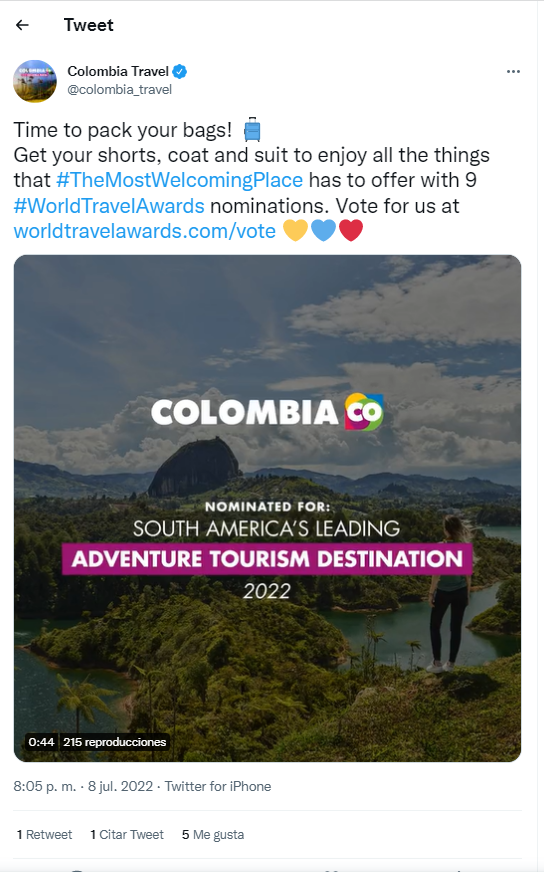 Tweet
Colombia Travel
@colombia_travel
Time to pack your bags!
Get your shorts, coat and suit to enjoy all the things
that #TheMostWelcomingPlace has to offer with 9
#WorldTravelAwards nominations. Vote for us at
worldtravelawards.com/vote
COLOMBIA CO
NOMINATED FOR:
SOUTH AMERICA'S LEADING
ADVENTURE TOURISM DESTINATION
2022
0:44 215 reproducciones
8:05 p. m. · 8 jul. 2022 · Twitter for iPhone
1 Retweet 1 Citar Tweet 5 Me gusta